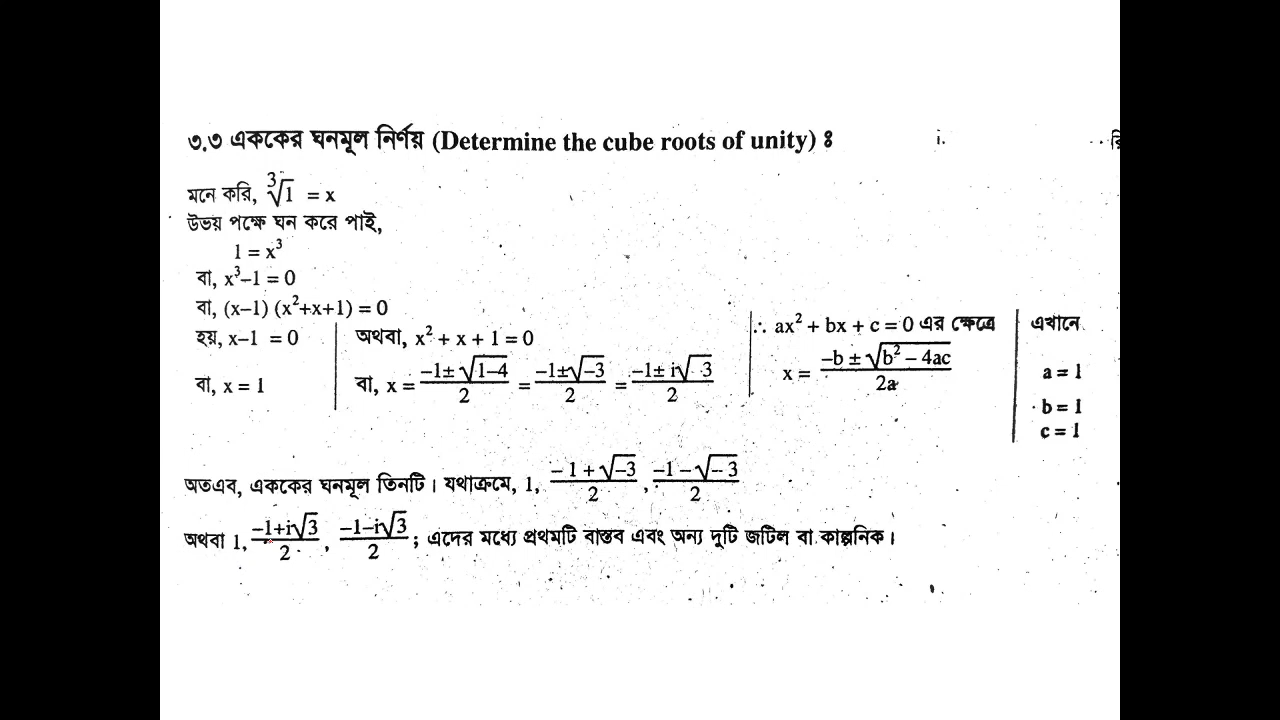 ৩.৩ এককের ঘনমূল নির্ণয় (Determine the cube roots of unity) ঃ
i.
মনে করি, ∛1 = x
উভয় পক্ষে ঘন করে পাই,
1 = x³
বা, x³–1 = 0
বা, (x–1) (x²+x+1) = 0
হয়, x–1 = 0 | অথবা, x² + x + 1 = 0 | ∴ ax² + bx + c = 0 এর ক্ষেত্রে | এখানে
বা, x = 1 | বা, x = (–1± √(1–4))/2 = (–1±√–3)/2 = (–1± i√3)/2 | x = (–b ± √(b² – 4ac))/2a | a = 1
b = 1
c = 1
অতএব, এককের ঘনমূল তিনটি। যথাক্রমে, 1, (– 1 + √–3)/2 , (–1 – √– 3)/2
অথবা 1, (–1+i√3)/2 , (–1–i√3)/2 ; এদের মধ্যে প্রথমটি বাস্তব এবং অন্য দুটি জটিল বা কাল্পনিক।